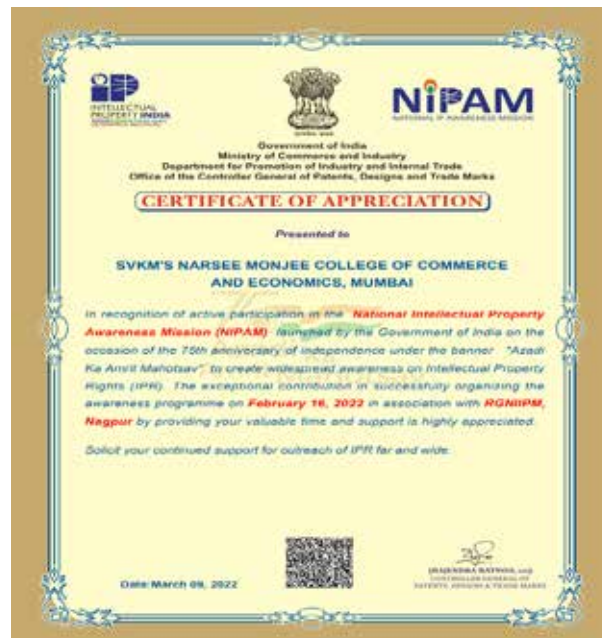 iP
INTELLECTUAL
PROPERTY INDIA
NiPAM
NATIONAL IP AWARENESS MISSION
Government of India
Ministry of Commerce and Industry
Department for Promotion of Industry and Internal Trade
Office of the Controller General of Patents, Designs and Trade Marks
CERTIFICATE OF APPRECIATION
Presented to
SVKM'S NARSEE MONJEE COLLEGE OF COMMERCE
AND ECONOMICS, MUMBAI
In recognition of active participation in the National Intellectual Property
Awareness Mission (NIPAM) launched by the Government of India on the
occasion of the 75th anniversary of independence under the banner "Azadi
Ka Amrit Mahotsav" to create widespread awareness on Intellectual Property
Rights (IPR). The exceptional contribution in successfully organizing the
awareness programme on February 16, 2022 in association with RGNIIPM,
Nagpur by providing your valuable time and support is highly appreciated.
Solicit your continued support for outreach of IPR far and wide.
Date: March 09, 2022
CONTROLLER GENERAL OF
PATENTS, DESIGNS & TRADE MARKS